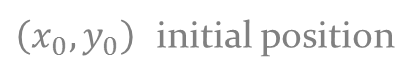 (x₀, y₀) initial position